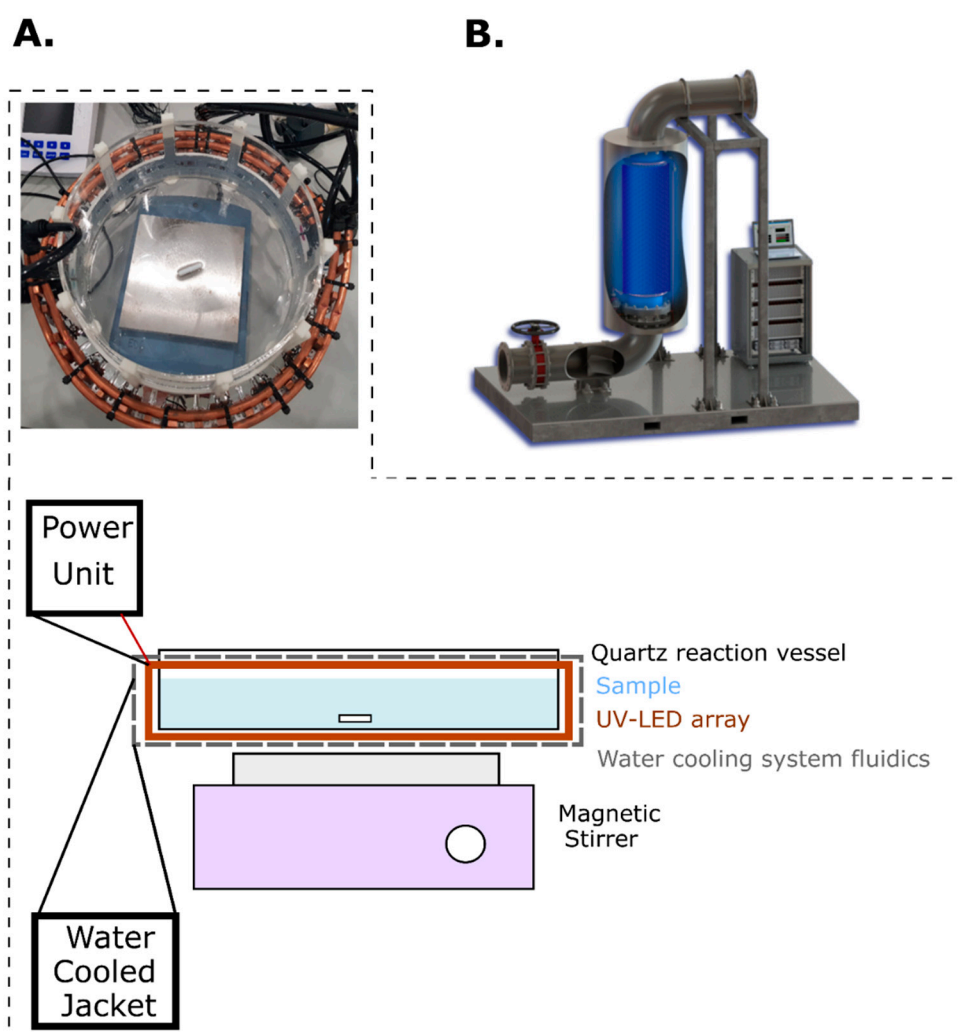 A.
B.
Power
Unit
Quartz reaction vessel
Sample
UV-LED array
Water cooling system fluidics
Magnetic
Stirrer
Water
Cooled
Jacket